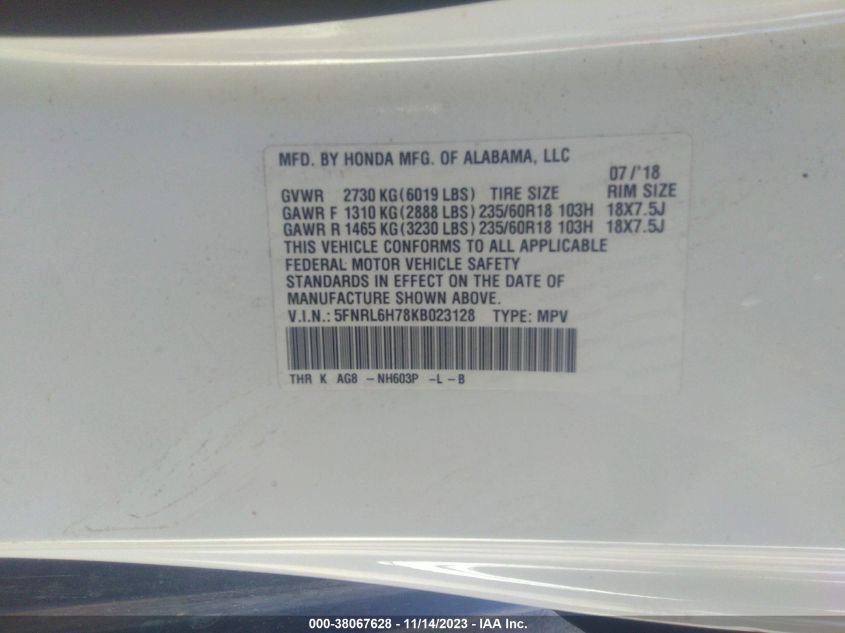 MFD. BY HONDA MFG. OF ALABAMA, LLC
07/'18
GVWR 2730 KG(6019 LBS) TIRE SIZE RIM SIZE
GAWR F 1310 KG(2888 LBS) 235/60R18 103H 18X7.5J
GAWR R 1465 KG(3230 LBS) 235/60R18 103H 18X7.5J
THIS VEHICLE CONFORMS TO ALL APPLICABLE
FEDERAL MOTOR VEHICLE SAFETY
STANDARDS IN EFFECT ON THE DATE OF
MANUFACTURE SHOWN ABOVE.
V.I.N.: 5FNRL6H78KB023128 TYPE: MPV
THR K AG8 -NH603P -L-B
000-38067628 - 11/14/2023 - IAA Inc.